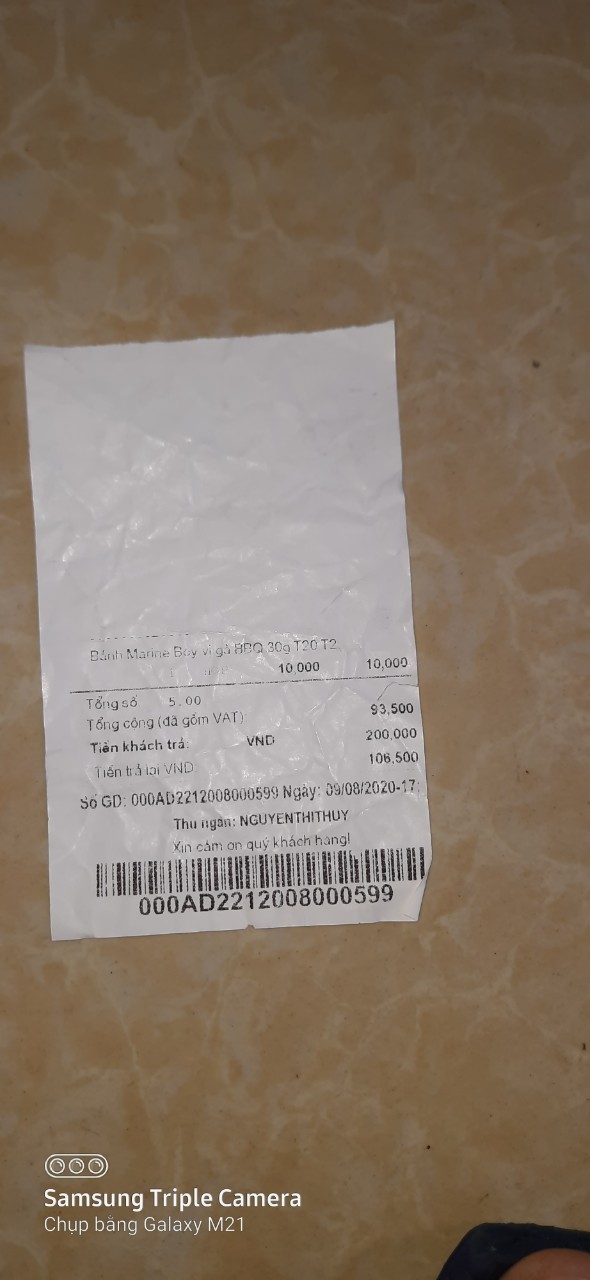 Bánh Marine Boy vị gà BBQ 30g T20 T2
1 10,000 10,000
Tổng số 5.00
Tổng cộng (đã gồm VAT) 93,500
Tiền khách trả: VND 200,000
Tiền trả lại VND: 106,500
Số GD: 000AD2212008000599 Ngày: 09/08/2020-17:
Thu ngân: NGUYENTHITHUY
Xin cảm ơn quý khách hàng!
000AD2212008000599
Samsung Triple Camera
Chụp bằng Galaxy M21